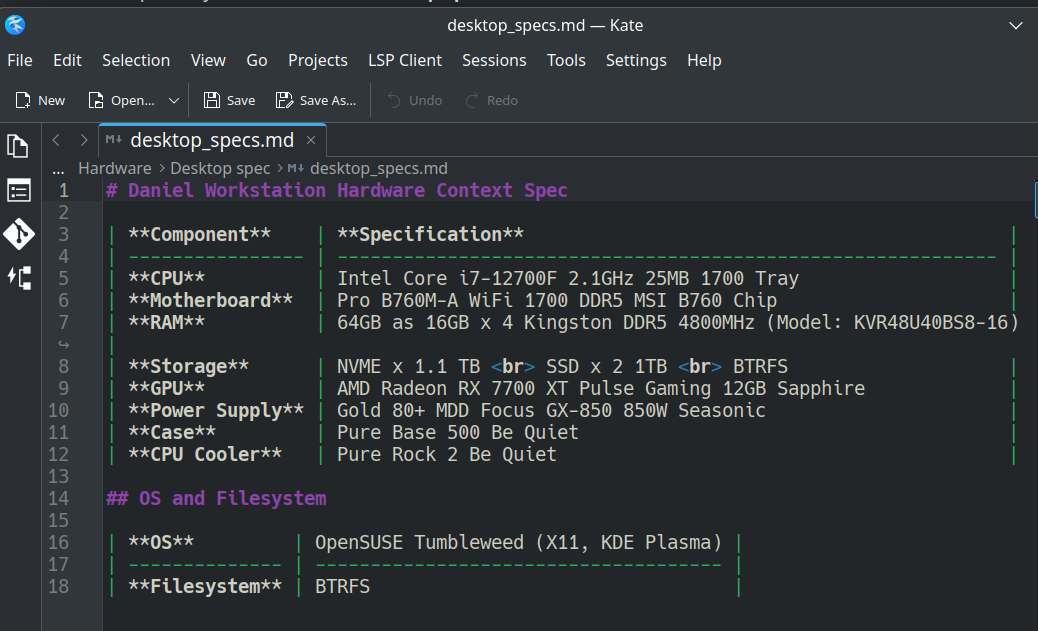 desktop_specs.md — Kate
File Edit Selection View Go Projects LSP Client Sessions Tools Settings Help
New Open... Save Save As... Undo Redo
M↓ desktop_specs.md ×
... Hardware > Desktop spec > M↓ desktop_specs.md
1 # Daniel Workstation Hardware Context Spec
2
3 | **Component** | **Specification** |
4 | ---------------- | ------------------------------------------------------------ |
5 | **CPU** | Intel Core i7-12700F 2.1GHz 25MB 1700 Tray |
6 | **Motherboard** | Pro B760M-A WiFi 1700 DDR5 MSI B760 Chip |
7 | **RAM** | 64GB as 16GB x 4 Kingston DDR5 4800MHz (Model: KVR48U40BS8-16)
↪ |
8 | **Storage** | NVME x 1.1 TB <br> SSD x 2 1TB <br> BTRFS |
9 | **GPU** | AMD Radeon RX 7700 XT Pulse Gaming 12GB Sapphire |
10 | **Power Supply** | Gold 80+ MDD Focus GX-850 850W Seasonic |
11 | **Case** | Pure Base 500 Be Quiet |
12 | **CPU Cooler** | Pure Rock 2 Be Quiet |
13
14 ## OS and Filesystem
15
16 | **OS** | OpenSUSE Tumbleweed (X11, KDE Plasma) |
17 | -------------- | ------------------------------------- |
18 | **Filesystem** | BTRFS |